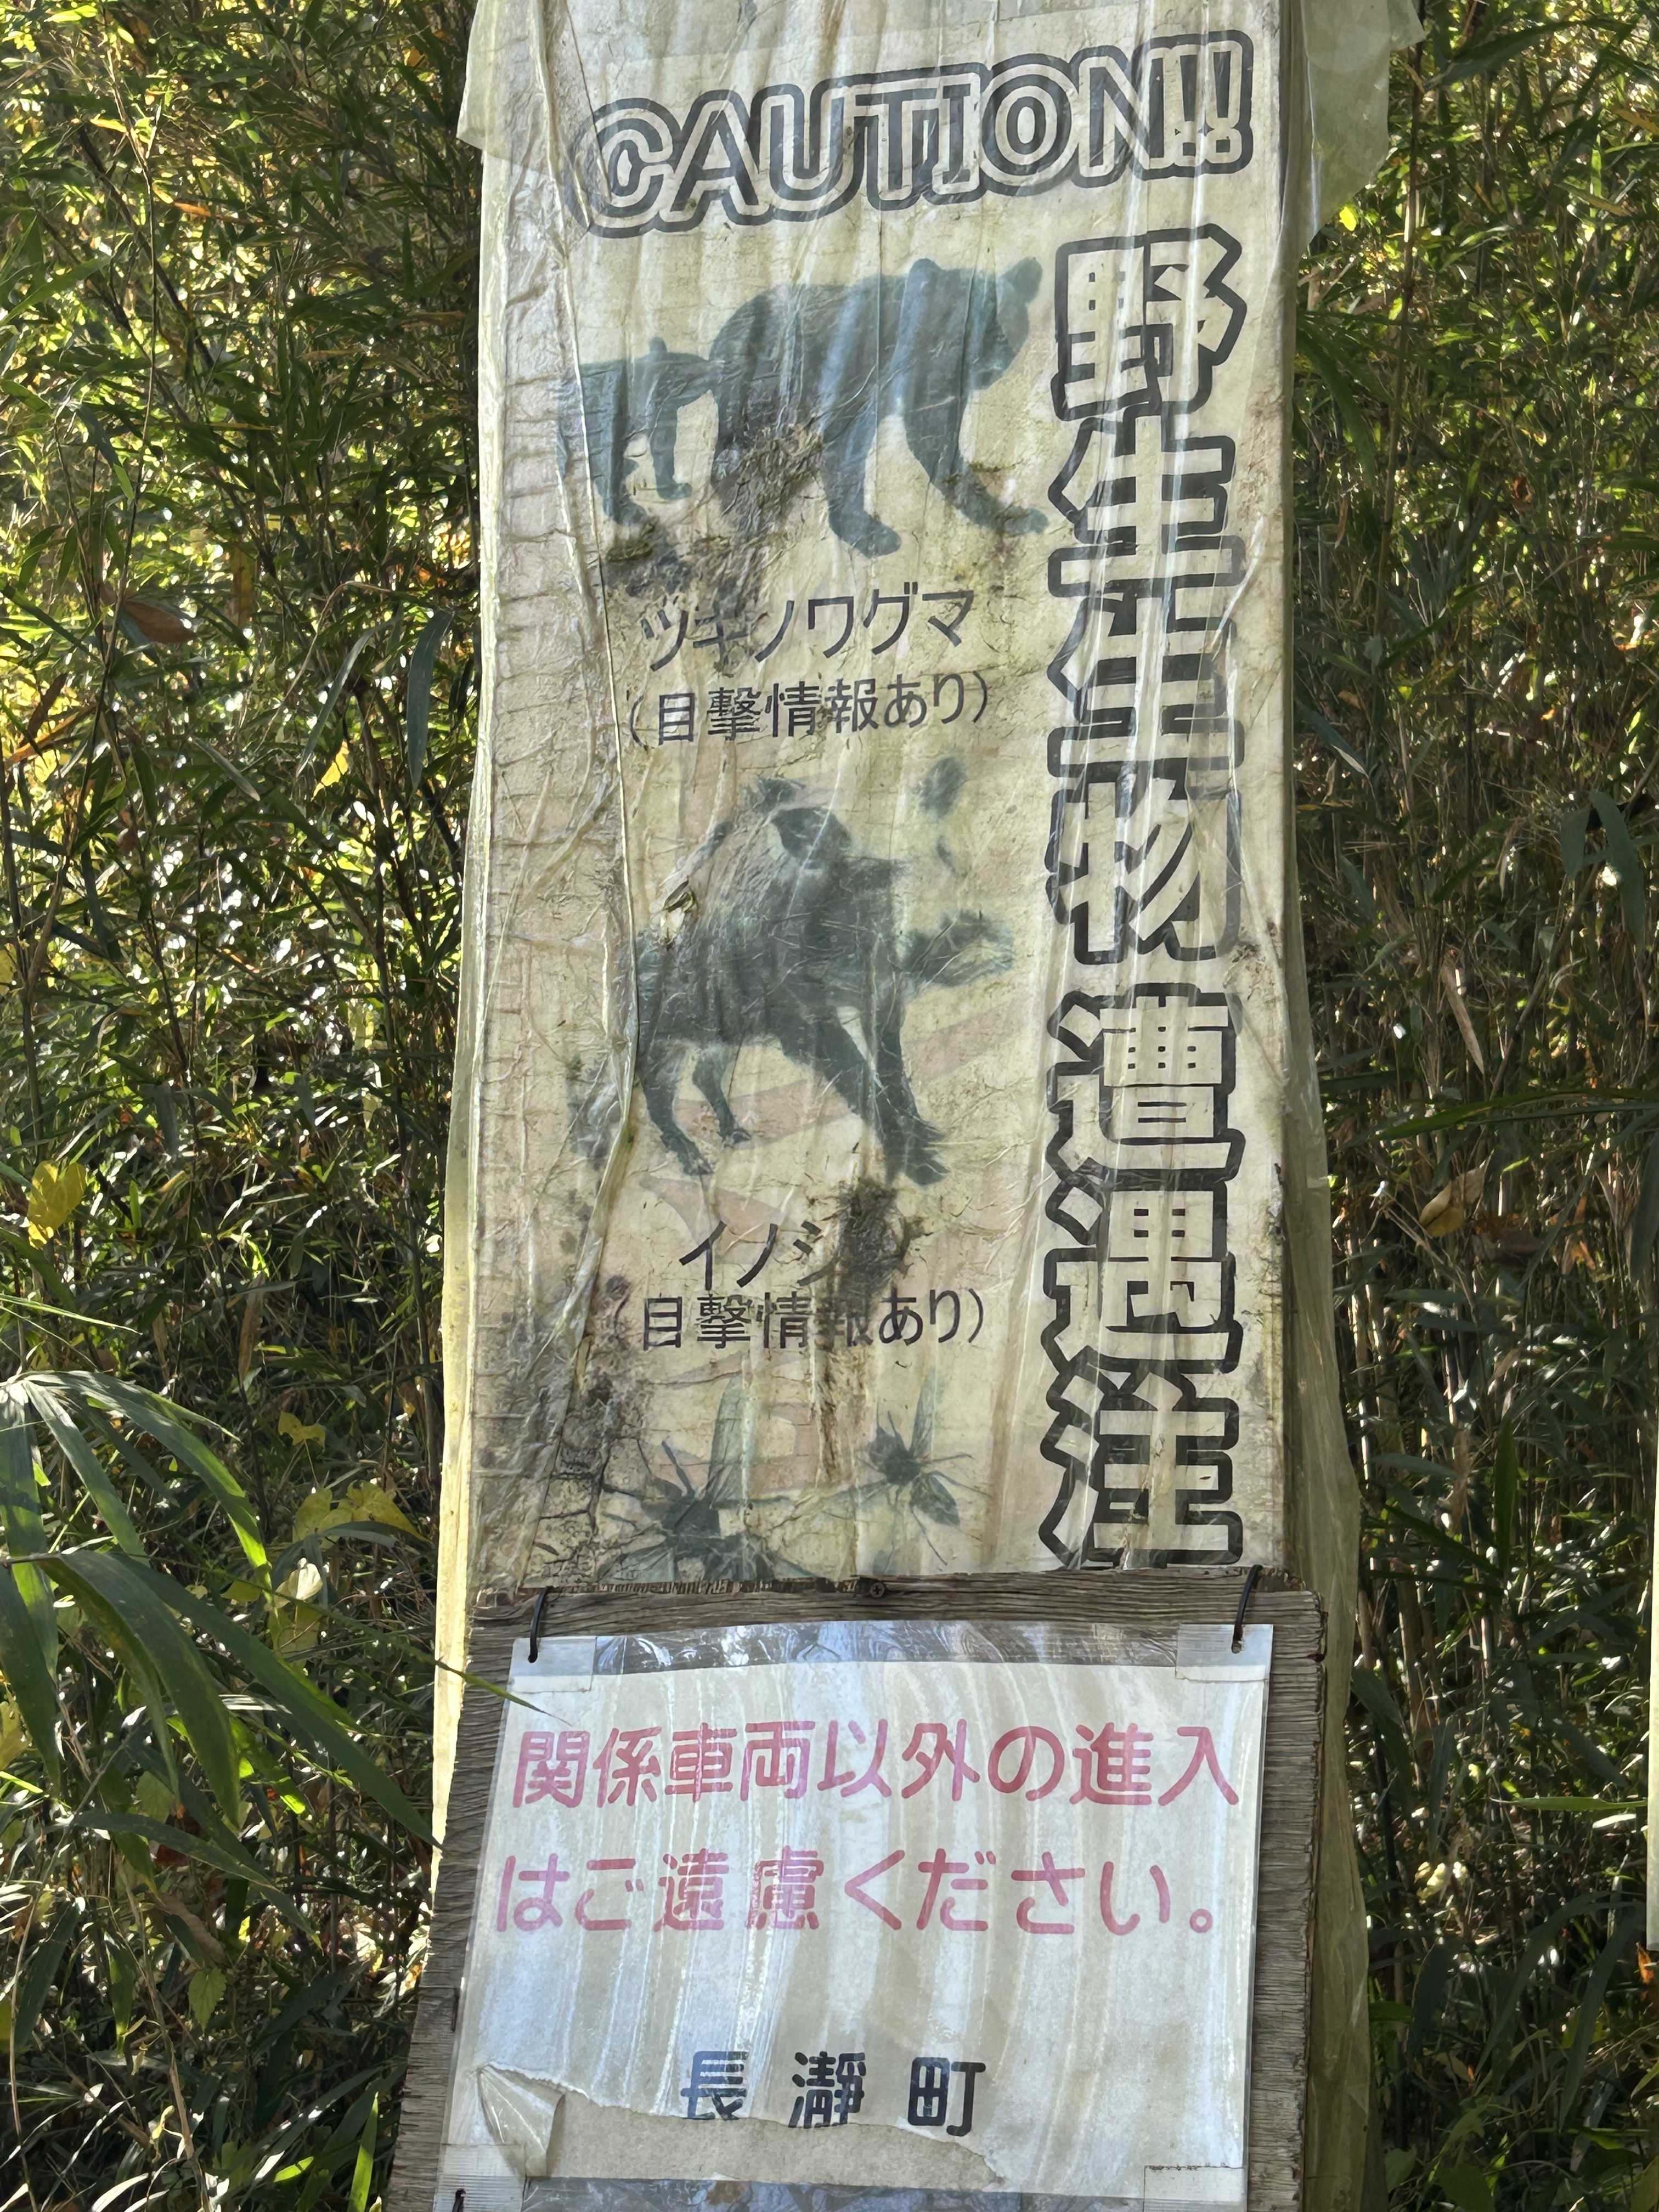 CAUTION!!
野生生物 遭遇注
ツキノワグマ
(目撃情報あり)
イノシ
(目撃情報あり)
関係車両以外の進入
はご遠慮ください。
長瀞町